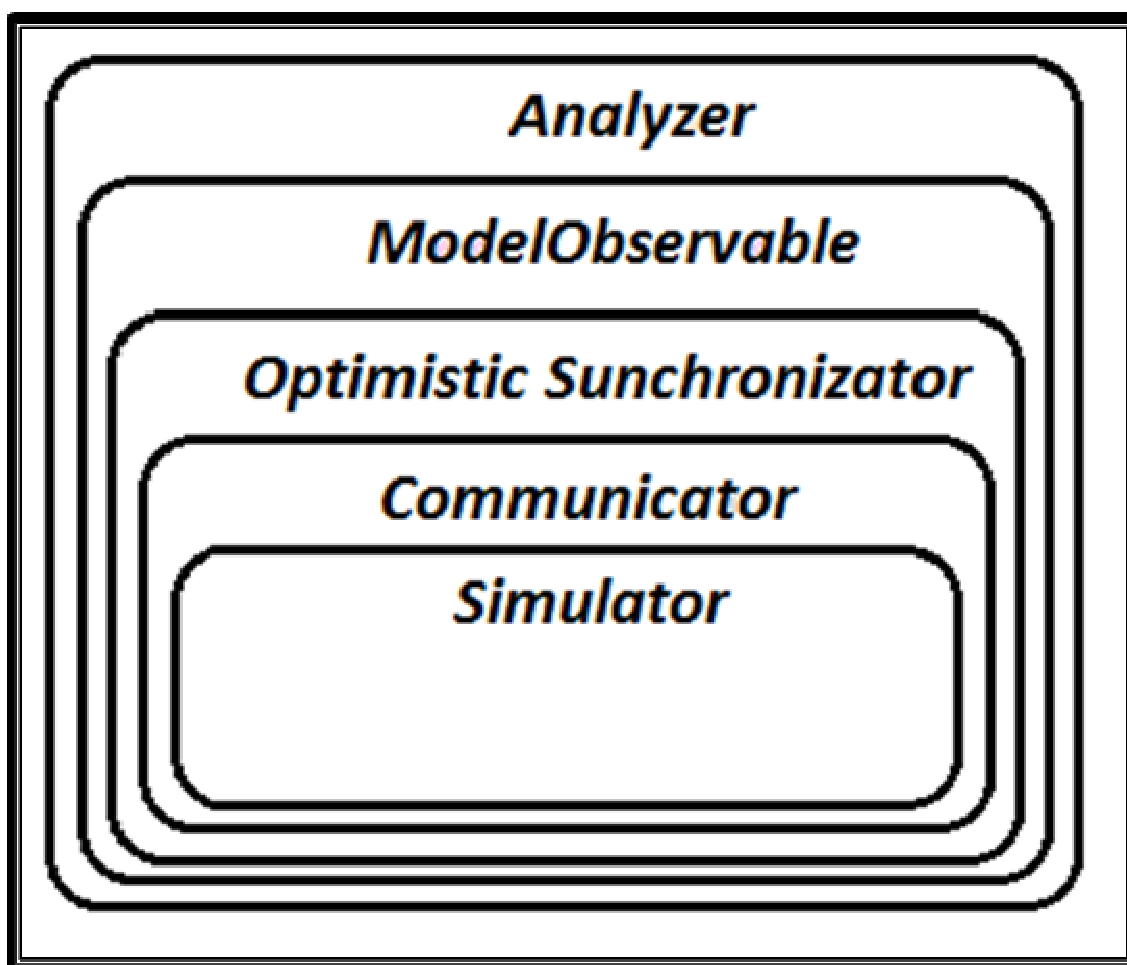 Analyzer
ModelObservable
Optimistic Sunchronizator
Communicator
Simulator